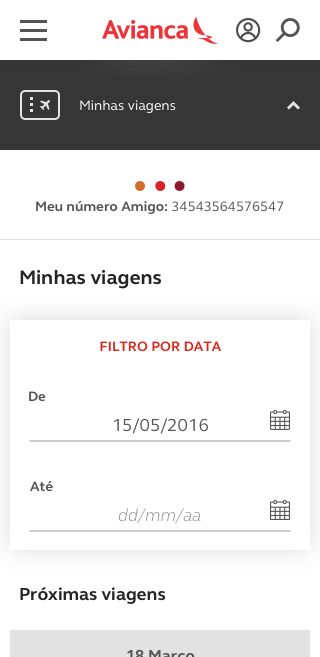 Avianca
Minhas viagens
Meu número Amigo: 34543564576547
Minhas viagens
FILTRO POR DATA
De
15/05/2016
Até
dd/mm/aa
Próximas viagens
18 Março